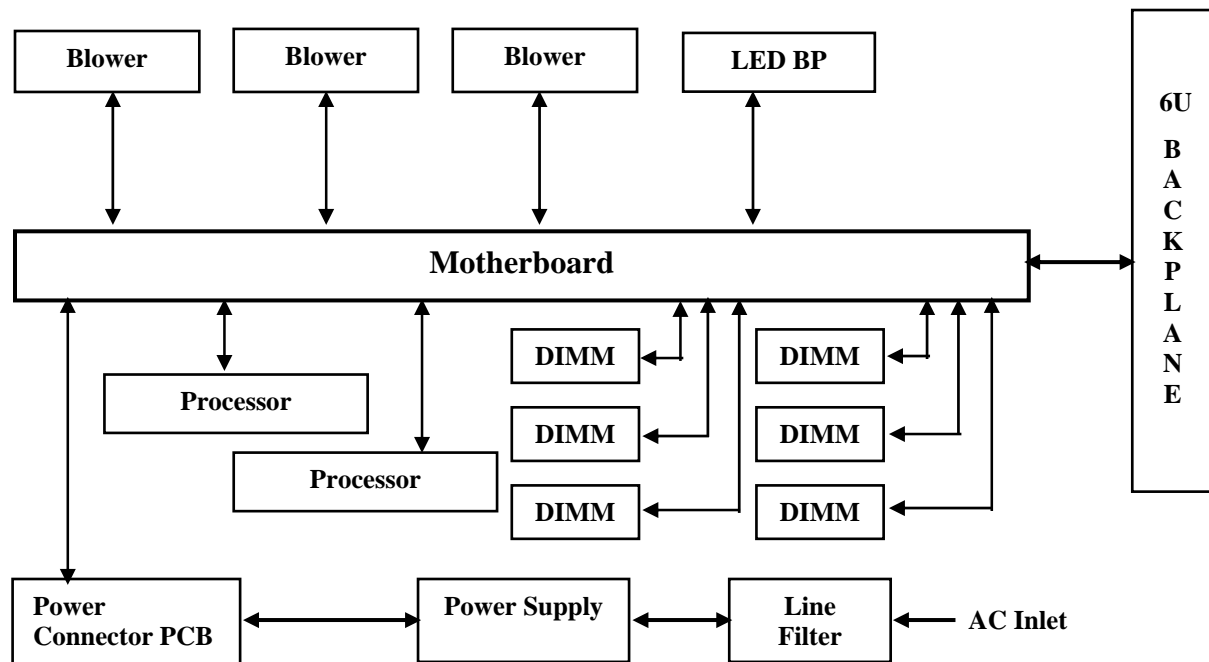 Blower
Blower
Blower
LED BP
6U
B
A
C
K
P
L
A
N
E
Motherboard
DIMM
DIMM
Processor
DIMM
DIMM
Processor
DIMM
DIMM
Power
Connector PCB
Power Supply
Line
Filter
AC Inlet